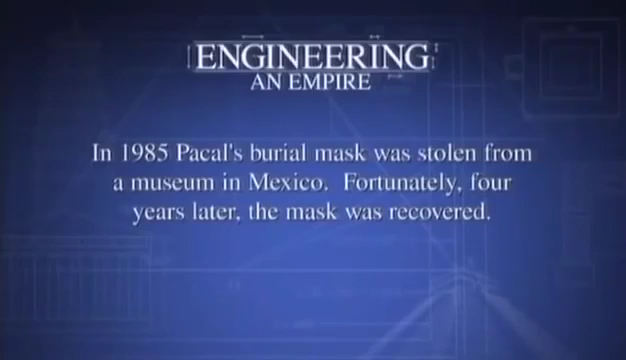 ENGINEERING
AN EMPIRE
In 1985 Pacal's burial mask was stolen from
a museum in Mexico.  Fortunately, four
years later, the mask was recovered.